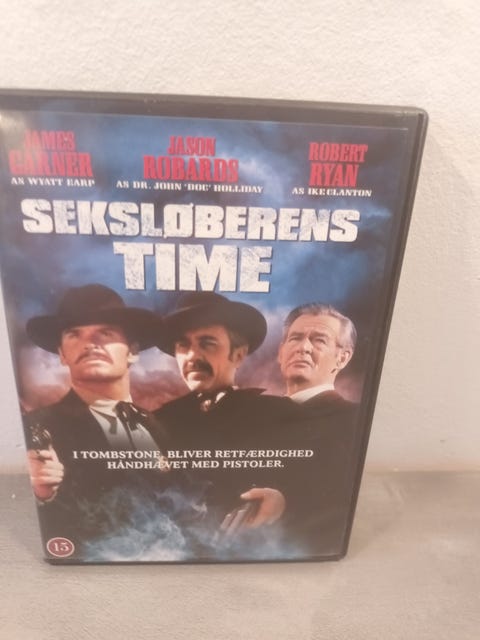 JAMES GARNER
AS WYATT EARP
JASON ROBARDS
AS DR. JOHN 'DOC' HOLLIDAY
ROBERT RYAN
AS IKE CLANTON
SEKSLØBERENS
TIME
I TOMBSTONE, BLIVER RETFÆRDIGHED
HÅNDHÆVET MED PISTOLER.
15